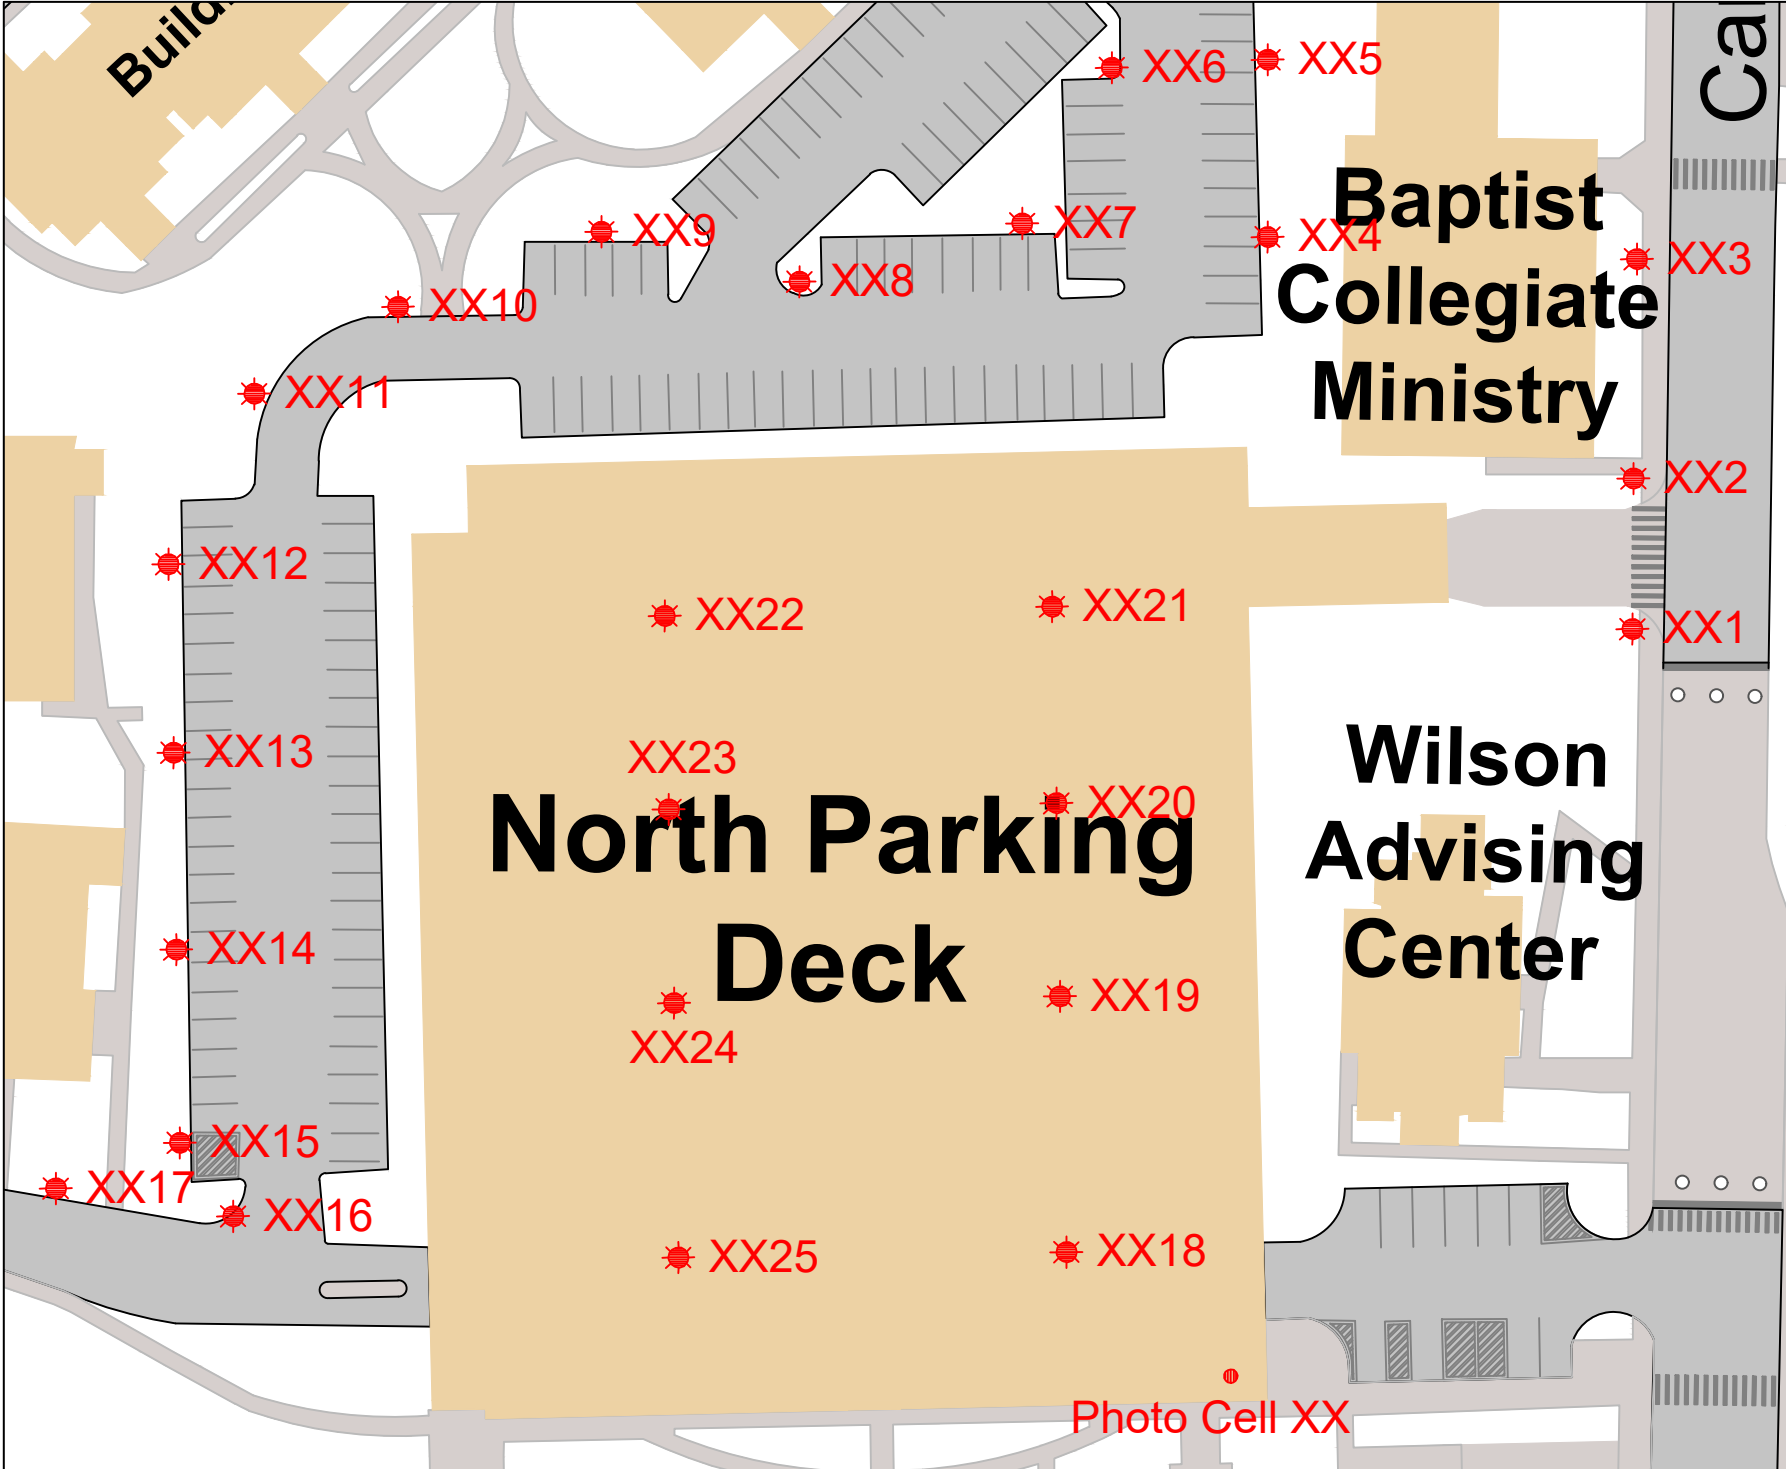 XX6
XX5
Baptist
Collegiate
Ministry
XX9
XX7
XX4
XX3
XX8
XX10
XX11
XX2
XX12
XX22
XX21
XX1
XX13
XX23
XX20
North Parking
Deck
Wilson
Advising
Center
XX14
XX24
XX19
XX15
XX17
XX16
XX25
XX18
Photo Cell XX